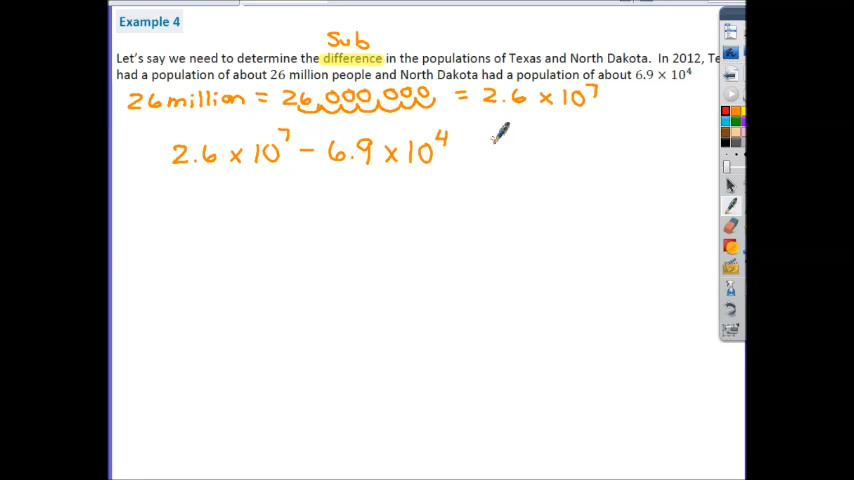 Example 4
Sub
Let's say we need to determine the difference in the populations of Texas and North Dakota. In 2012, Te
had a population of about 26 million people and North Dakota had a population of about 6.9 × 10⁴
26 million = 26,000,000 = 2.6 × 10⁷
2.6 × 10⁷ − 6.9 × 10⁴